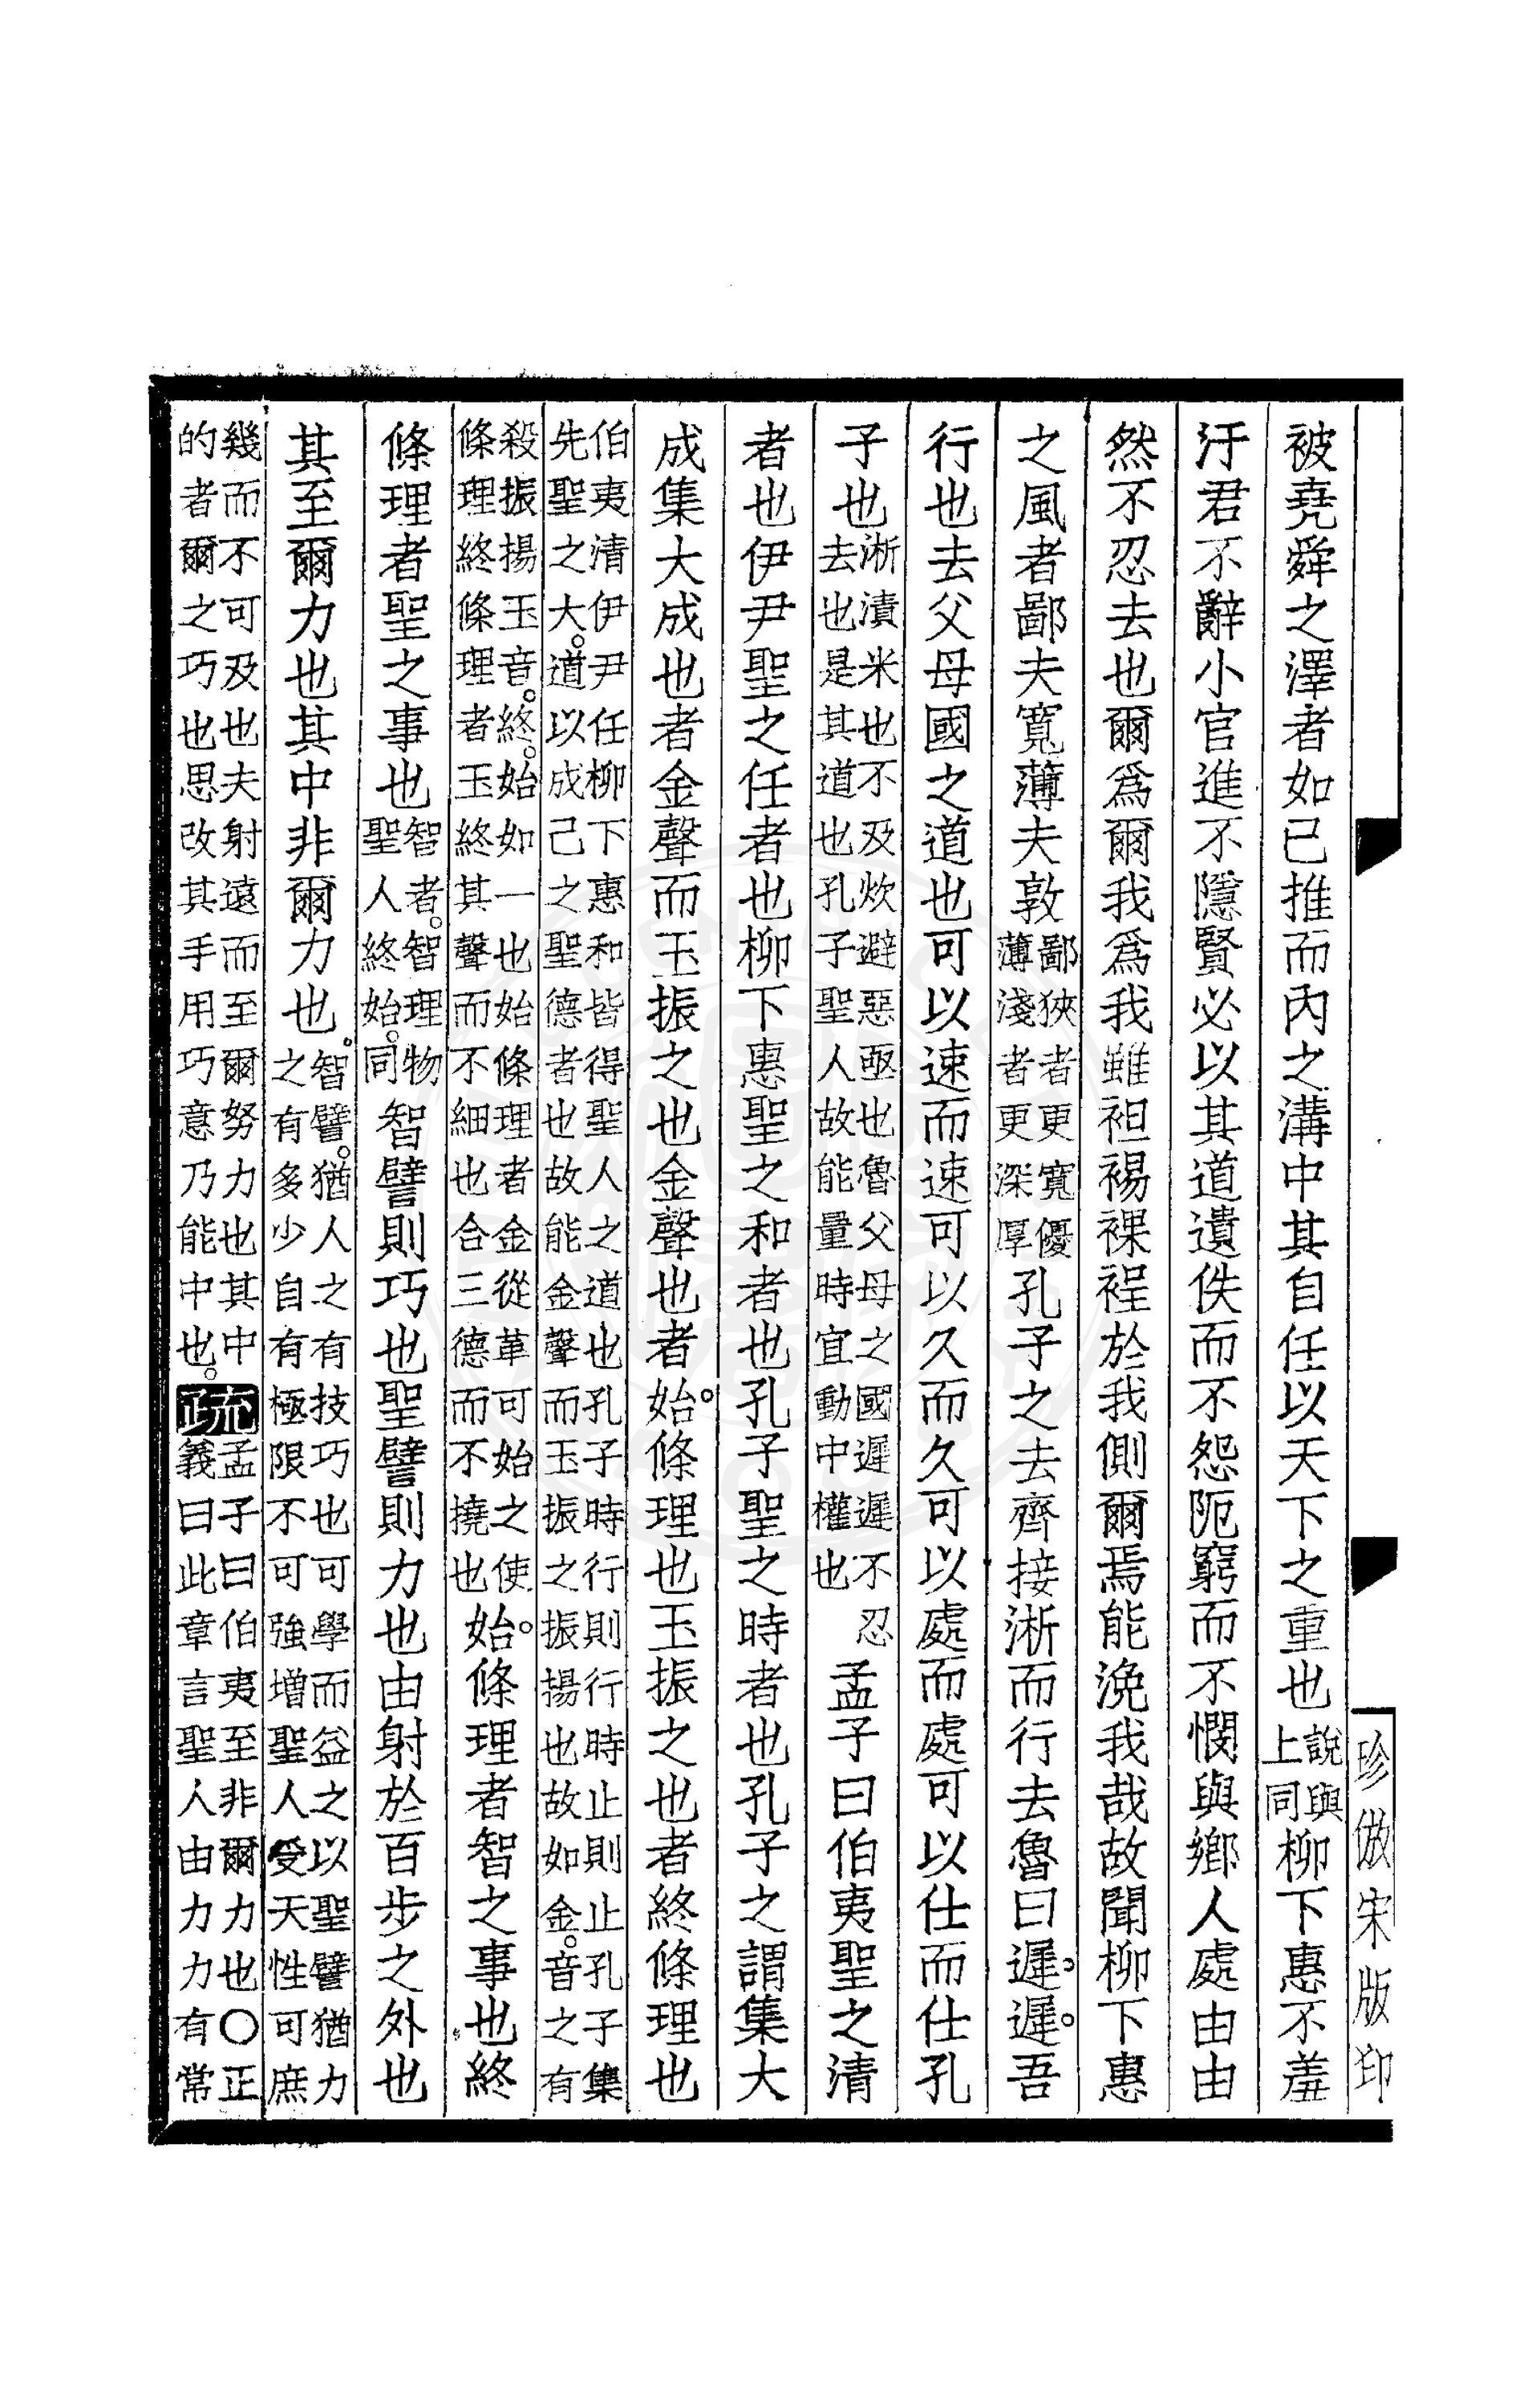 珍倣宋版印
被堯舜之澤者如己推而內之溝中其自任以天下之重也說與上同柳下惠不羞
汙君不辭小官進不隱賢必以其道遺佚而不怨阨窮而不憫與鄉人處由由
然不忍去也爾爲爾我爲我雖袒裼裸裎於我側爾焉能浼我哉故聞柳下惠
之風者鄙夫寬薄夫敦鄙狹者更寬優薄淺者更深厚孔子之去齊接淅而行去魯曰遲。遲。吾
行也去父母國之道也可以速而速可以久而久可以處而處可以仕而仕孔
子也淅漬米也不及炊避惡亟也魯父母之國遲遲不忍去也是其道也孔子聖人故能量時宜動中權也孟子曰伯夷聖之清
者也伊尹聖之任者也柳下惠聖之和者也孔子聖之時者也孔子之謂集大
成集大成也者金聲而玉振之也金聲也者始。條理也玉振之也者終條理也
伯夷清伊尹任柳下惠和皆得聖人之道也孔子時行則行時止則止孔子集
先聖之大。道以成己之聖德者也故能金聲而玉振之振揚也故如金。音之有
殺振揚玉音。終。始如一也始條理者金從革可始之使
條理終條理者玉終其聲而不細也合三德而不撓也始。條理者智之事也終
條理者聖之事也智者。智理物聖人終始。同智譬則巧也聖譬則力也由射於百步之外也
其至爾力也其中非爾力也。智譬。猶人之有技巧也可學而益之以聖譬猶力
之有多少自有極限不可強增聖人受天性可庶
幾而不可及也夫射遠而至爾努力也其中
的者爾之巧也思改其手用巧意乃能中也。疏孟子曰伯夷至非爾力也○正
義曰此章言聖人由力力有常